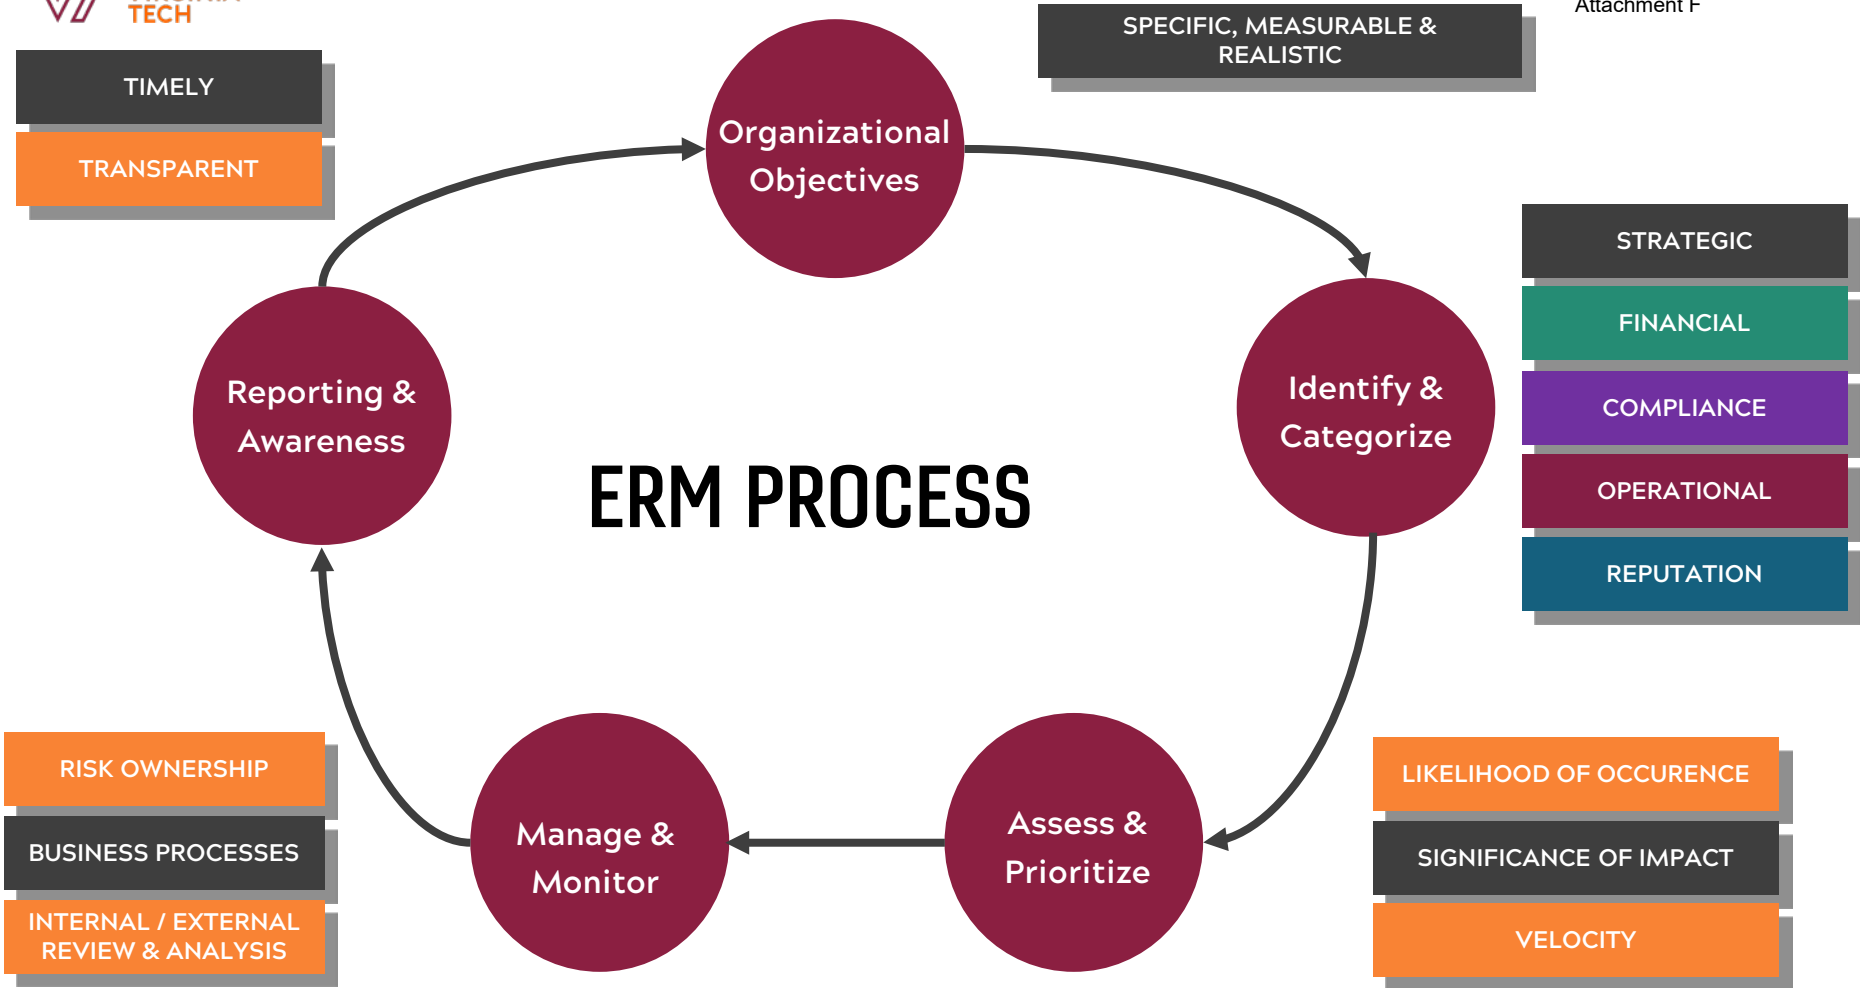 TECH
Attachment F
TIMELY
TRANSPARENT
SPECIFIC, MEASURABLE &
REALISTIC
Organizational
Objectives
STRATEGIC
FINANCIAL
COMPLIANCE
OPERATIONAL
REPUTATION
Identify &
Categorize
Reporting &
Awareness
ERM PROCESS
RISK OWNERSHIP
BUSINESS PROCESSES
INTERNAL / EXTERNAL
REVIEW & ANALYSIS
Manage &
Monitor
Assess &
Prioritize
LIKELIHOOD OF OCCURENCE
SIGNIFICANCE OF IMPACT
VELOCITY